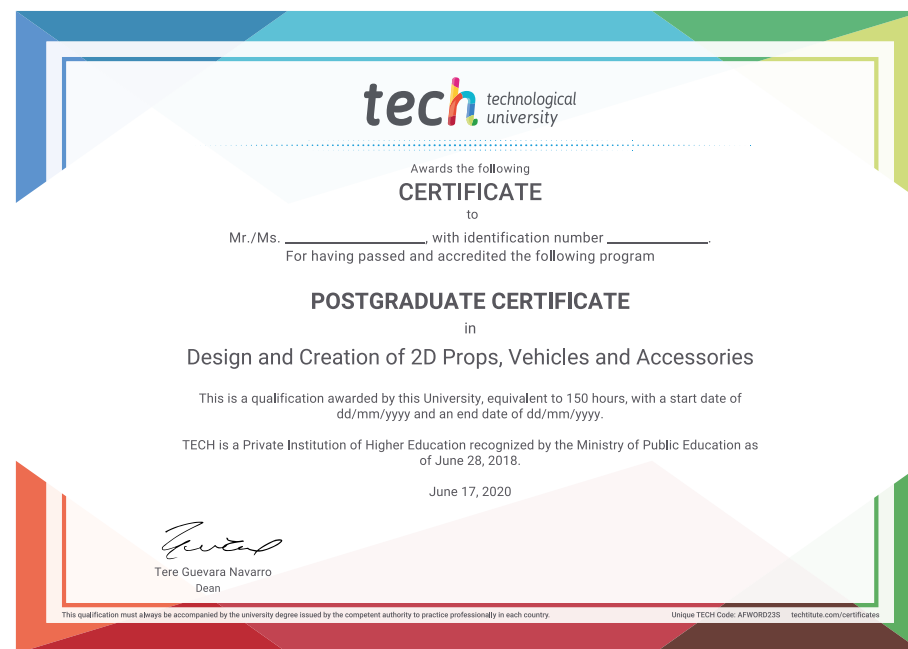 tech technological
university
Awards the following
CERTIFICATE
to
Mr./Ms. ____________________, with identification number ______________.
For having passed and accredited the following program
POSTGRADUATE CERTIFICATE
in
Design and Creation of 2D Props, Vehicles and Accessories
This is a qualification awarded by this University, equivalent to 150 hours, with a start date of
dd/mm/yyyy and an end date of dd/mm/yyyy.
TECH is a Private Institution of Higher Education recognized by the Ministry of Public Education as
of June 28, 2018.
June 17, 2020
Tere Guevara Navarro
Dean
This qualification must always be accompanied by the university degree issued by the competent authority to practice professionally in each country. Unique TECH Code: AFWORD23S techtitute.com/certificates